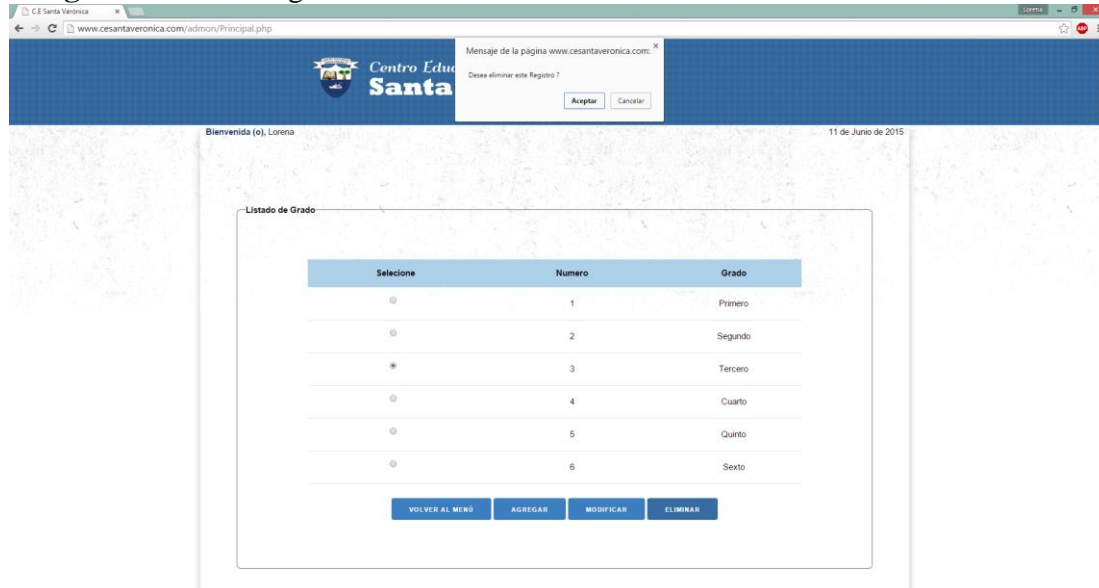 C.E Santa Verónica
Lorena
www.cesantaveronica.com/admon/Principal.php
ABP
Mensaje de la página www.cesantaveronica.com:
Desea eliminar este Registro ?
Aceptar Cancelar
Centro
Santa
Bienvenida (o), Lorena 11 de Junio de 2015
Listado de Grado
Selecione Numero Grado
1 Primero
2 Segundo
3 Tercero
4 Cuarto
5 Quinto
6 Sexto
VOLVER AL MENÚ AGREGAR MODIFICAR ELIMINAR